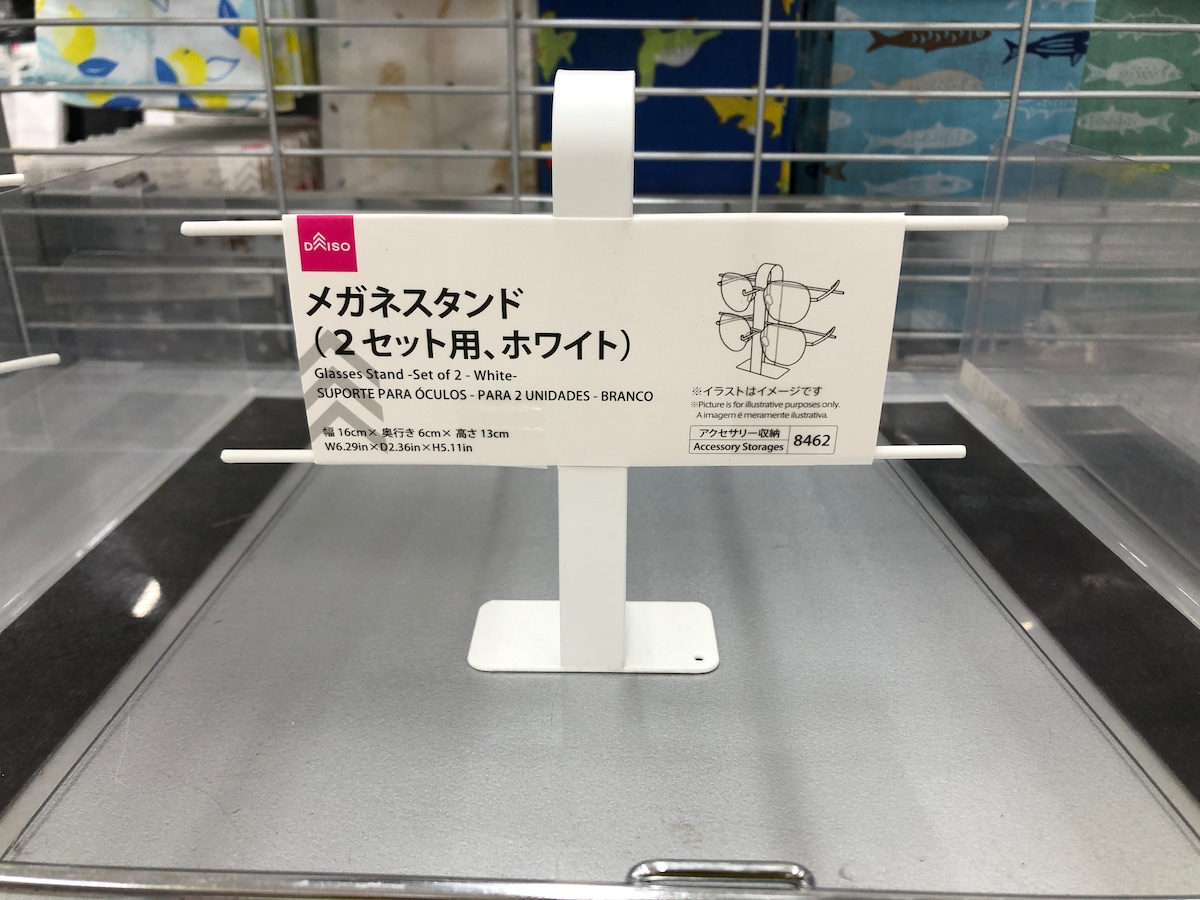 DAISO
メガネスタンド
(2セット用、ホワイト)
Glasses Stand -Set of 2 - White-
SUPORTE PARA ÓCULOS - PARA 2 UNIDADES - BRANCO
幅 16cm× 奥行き 6cm× 高さ 13cm
W6.29in×D2.36in×H5.11in
※イラストはイメージです
※Picture is for illustrative purposes only.
A imagem é meramente ilustrativa.
アクセサリー収納
Accessory Storages
8462